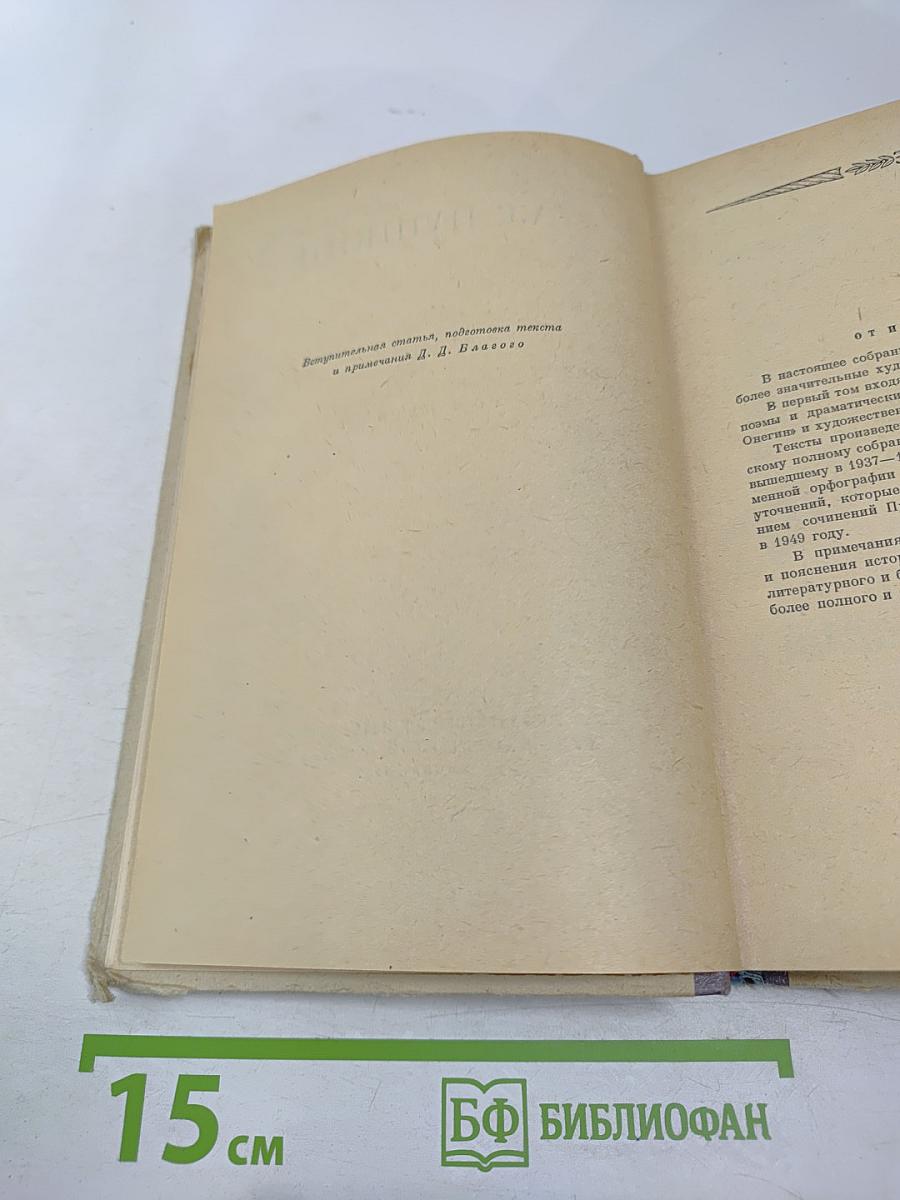 Вступительная статья, подготовка текста
и примечания Д. Д. Благого
от и
В настоящее собран
более значительные худ
В первый том входя
поэмы и драматически
Онегин» и художествен
Тексты произведе
скому полному собра
вышедшему в 1937—1
менной орфографии
уточнений, которые
нием сочинений П
в 1949 году.
В примечания
и пояснения исто
литературного и б
более полного и
15 см
БФ БИБЛИОФАН